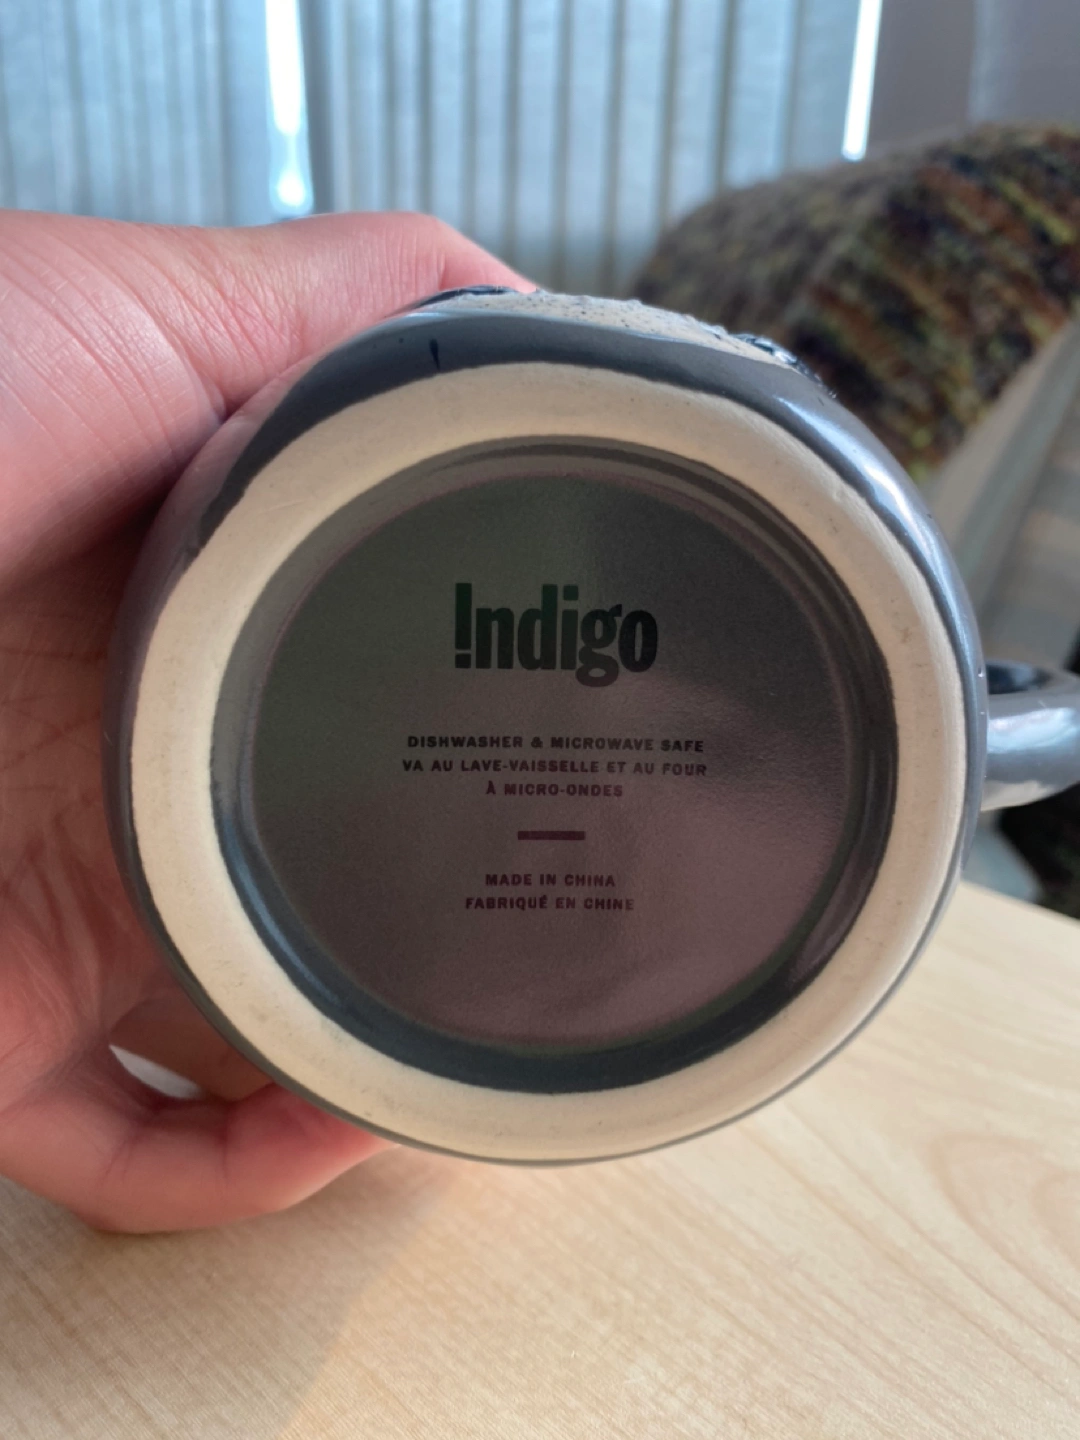 !ndigo
DISHWASHER & MICROWAVE SAFE
VA AU LAVE-VAISSELLE ET AU FOUR
À MICRO-ONDES
MADE IN CHINA
FABRIQUÉ EN CHINE